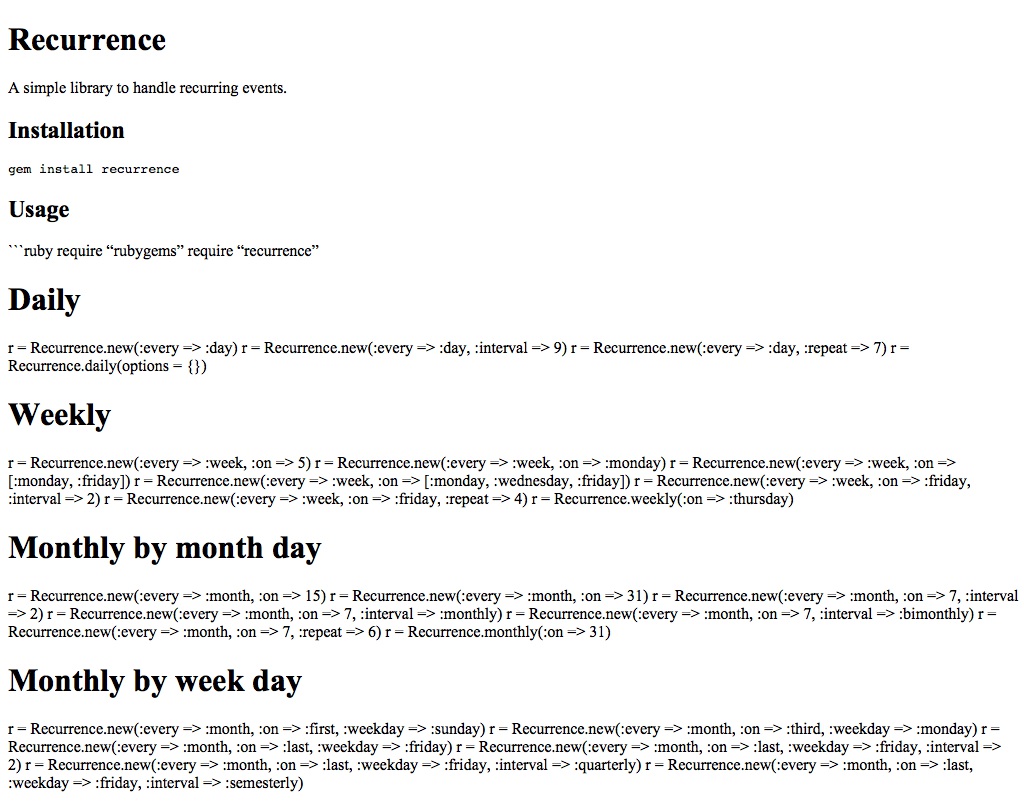 Recurrence
A simple library to handle recurring events.
Installation
gem install recurrence
Usage
```ruby require “rubygems” require “recurrence”
Daily
r = Recurrence.new(:every => :day) r = Recurrence.new(:every => :day, :interval => 9) r = Recurrence.new(:every => :day, :repeat => 7) r =
Recurrence.daily(options = {})
Weekly
r = Recurrence.new(:every => :week, :on => 5) r = Recurrence.new(:every => :week, :on => :monday) r = Recurrence.new(:every => :week, :on =>
[:monday, :friday]) r = Recurrence.new(:every => :week, :on => [:monday, :wednesday, :friday]) r = Recurrence.new(:every => :week, :on => :friday,
:interval => 2) r = Recurrence.new(:every => :week, :on => :friday, :repeat => 4) r = Recurrence.weekly(:on => :thursday)
Monthly by month day
r = Recurrence.new(:every => :month, :on => 15) r = Recurrence.new(:every => :month, :on => 31) r = Recurrence.new(:every => :month, :on => 7, :interval
=> 2) r = Recurrence.new(:every => :month, :on => 7, :interval => :monthly) r = Recurrence.new(:every => :month, :on => 7, :interval => :bimonthly) r =
Recurrence.new(:every => :month, :on => 7, :repeat => 6) r = Recurrence.monthly(:on => 31)
Monthly by week day
r = Recurrence.new(:every => :month, :on => :first, :weekday => :sunday) r = Recurrence.new(:every => :month, :on => :third, :weekday => :monday) r =
Recurrence.new(:every => :month, :on => :last, :weekday => :friday) r = Recurrence.new(:every => :month, :on => :last, :weekday => :friday, :interval =>
2) r = Recurrence.new(:every => :month, :on => :last, :weekday => :friday, :interval => :quarterly) r = Recurrence.new(:every => :month, :on => :last,
:weekday => :friday, :interval => :semesterly)